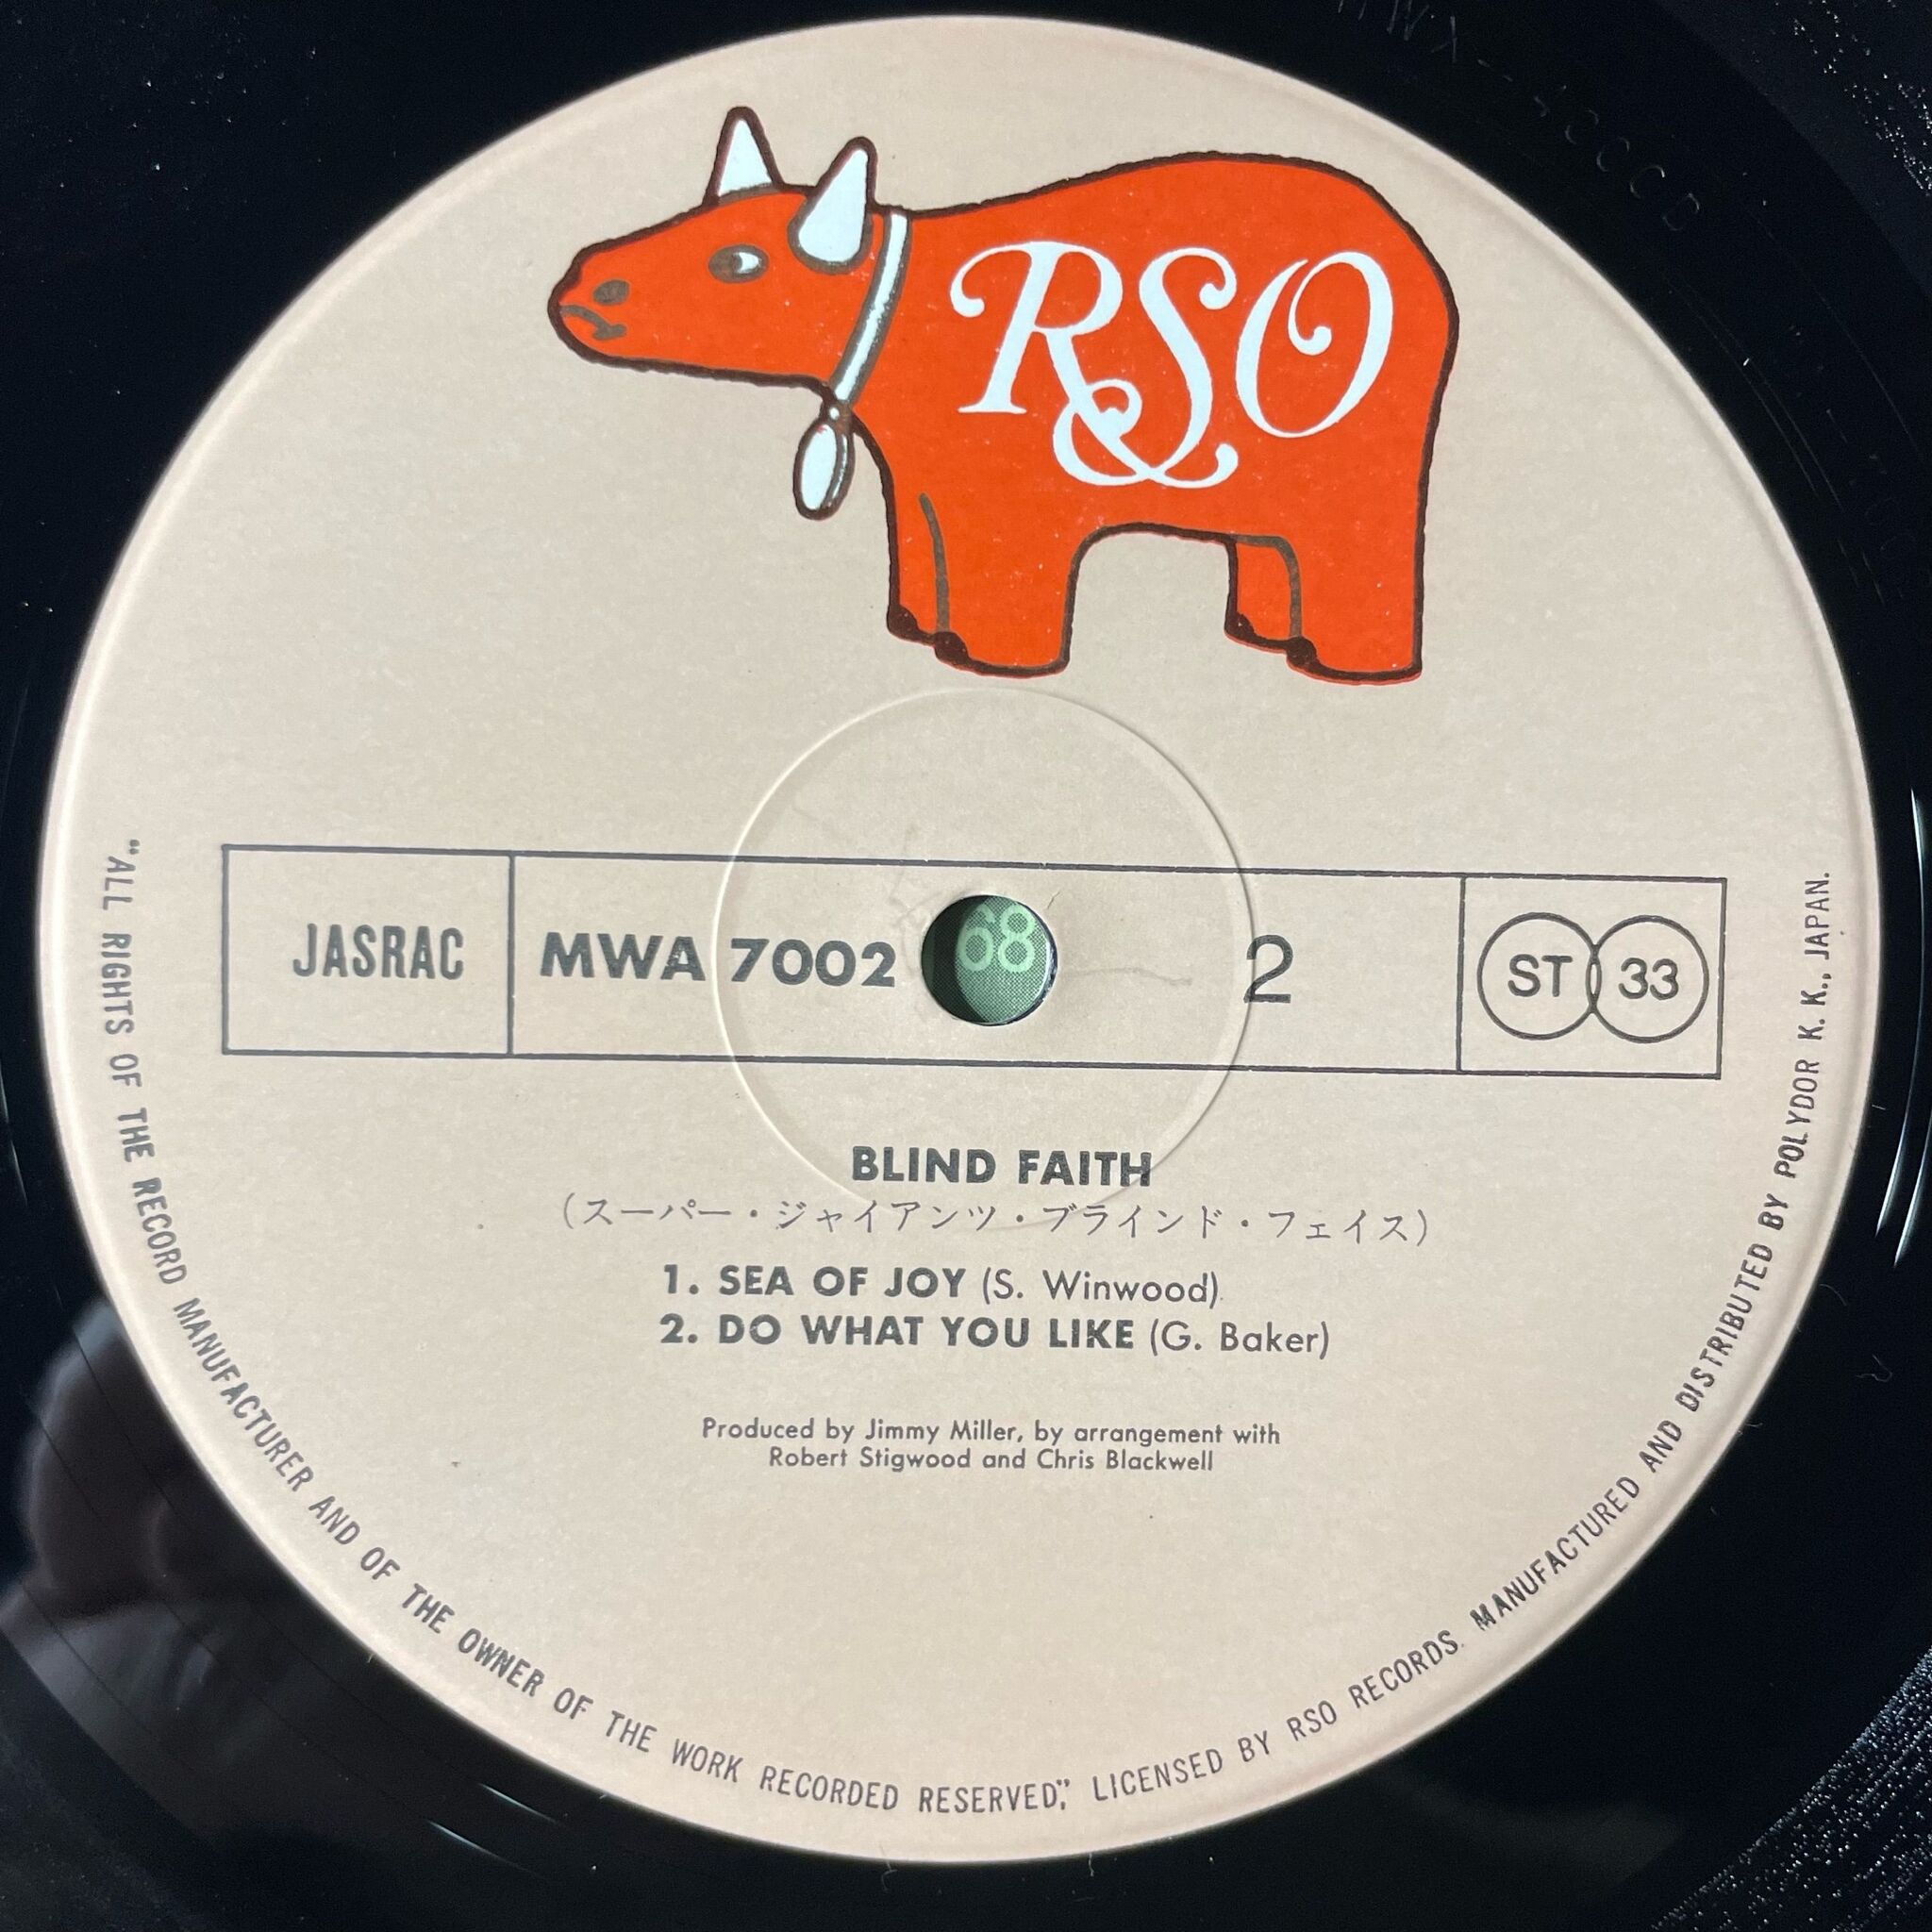 RSO
JASRAC
MWA 7002
68
2
ST 33
BLIND FAITH
(スーパー・ジャイアンツ・ブラインド・フェイス)
1. SEA OF JOY (S. Winwood)
2. DO WHAT YOU LIKE (G. Baker)
Produced by Jimmy Miller, by arrangement with
Robert Stigwood and Chris Blackwell
"ALL RIGHTS OF THE RECORD MANUFACTURER AND OF THE OWNER OF THE WORK RECORDED RESERVED," LICENSED BY RSO RECORDS. MANUFACTURED AND DISTRIBUTED BY POLYDOR K. K., JAPAN.